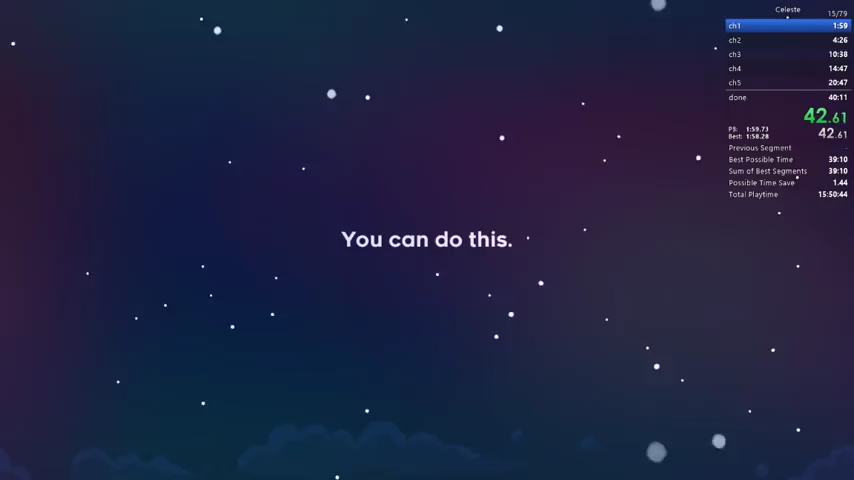 You can do this.
Celeste
15/79
ch1 1:59
ch2 4:26
ch3 10:38
ch4 14:47
ch5 20:47
done 40:11
42.61
PB: 1:59.73
Best: 1:58.28 42.61
Previous Segment -
Best Possible Time 39:10
Sum of Best Segments 39:10
Possible Time Save 1.44
Total Playtime 15:50:44